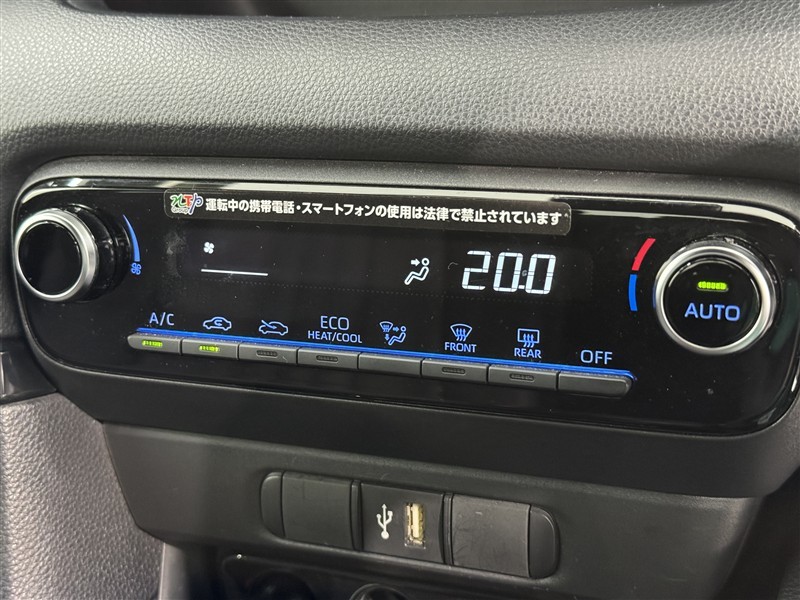 運転中の携帯電話・スマートフォンの使用は法律で禁止されています
20.0
AUTO
A/C
ECO
HEAT/COOL
FRONT
REAR
OFF